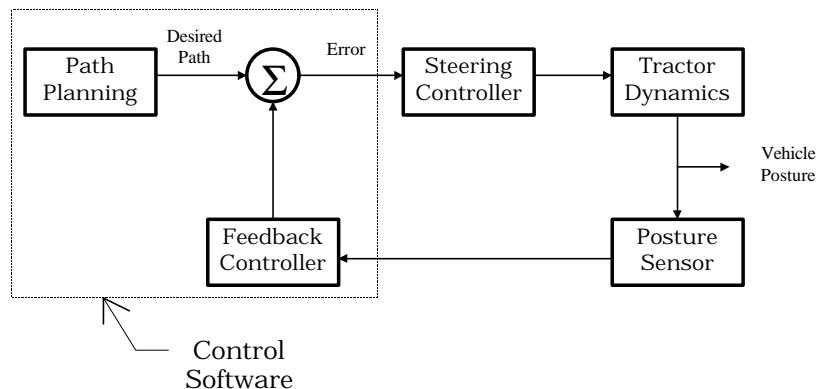 Desired
Path
Error
Path
Planning
Σ
Steering
Controller
Tractor
Dynamics
Vehicle
Posture
Feedback
Controller
Posture
Sensor
Control
Software